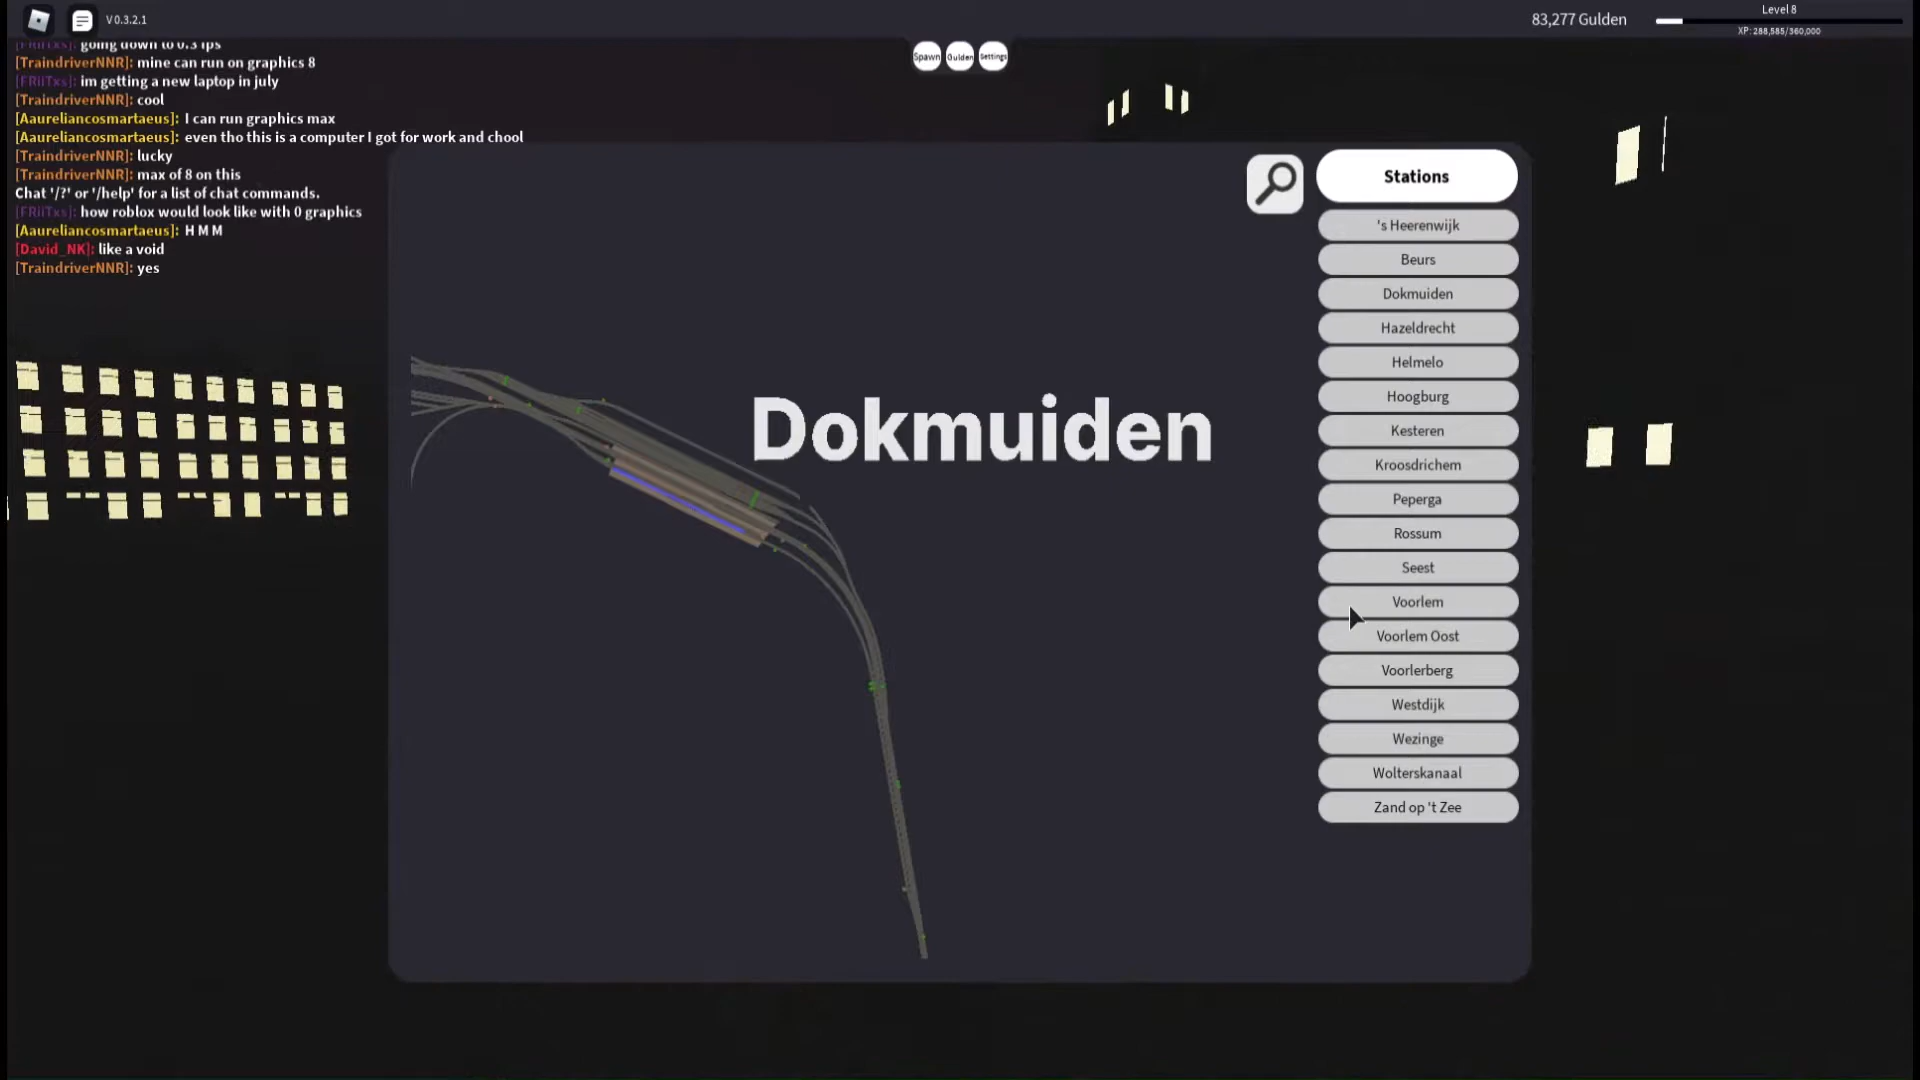 V 0.3.2.1
83,277 Gulden
Level 8
XP: 288,585/360,000
Spawn
Gulden
Settings
[FRiiTxs]: going down to 0.3 fps
[TraindriverNNR]: mine can run on graphics 8
[FRiiTxs]: im getting a new laptop in july
[TraindriverNNR]: cool
[Aaureliancosmartaeus]: I can run graphics max
[Aaureliancosmartaeus]: even tho this is a computer I got for work and chool
[TraindriverNNR]: lucky
[TraindriverNNR]: max of 8 on this
Chat '/?' or '/help' for a list of chat commands.
[FRiiTxs]: how roblox would look like with 0 graphics
[Aaureliancosmartaeus]: H M M
[David_NK]: like a void
[TraindriverNNR]: yes
Dokmuiden
Stations
's Heerenwijk
Beurs
Dokmuiden
Hazeldrecht
Helmelo
Hoogburg
Kesteren
Kroosdrichem
Peperga
Rossum
Seest
Voorlem
Voorlem Oost
Voorlerberg
Westdijk
Wezinge
Wolterskanaal
Zand op 't Zee